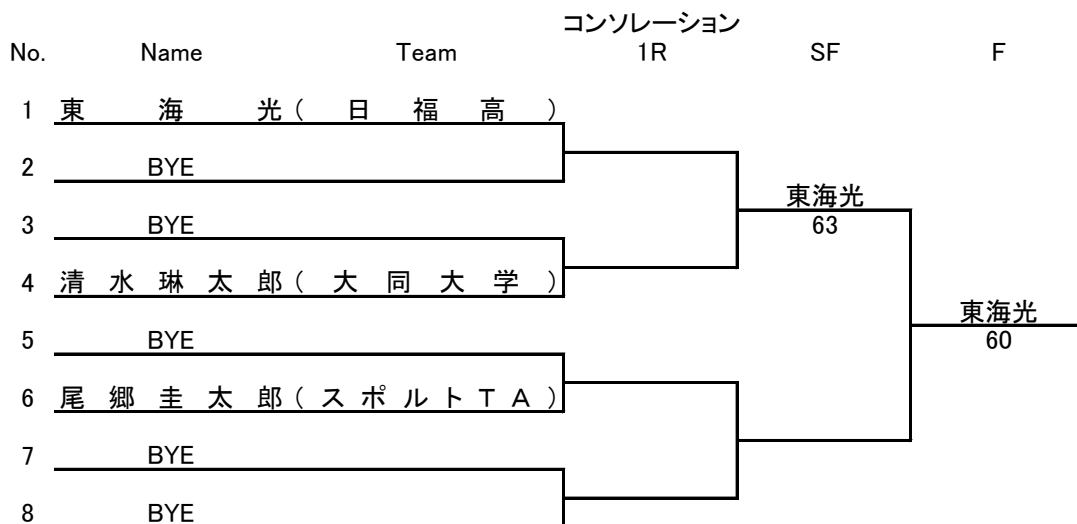 コンソレーション
No. Name Team 1R SF F
1 東海光(日福高)
2 BYE
東海光
3 BYE
63
4 清水琳太郎(大同大学)
東海光
5 BYE
60
6 尾郷圭太郎(スポルトTA)
7 BYE
8 BYE